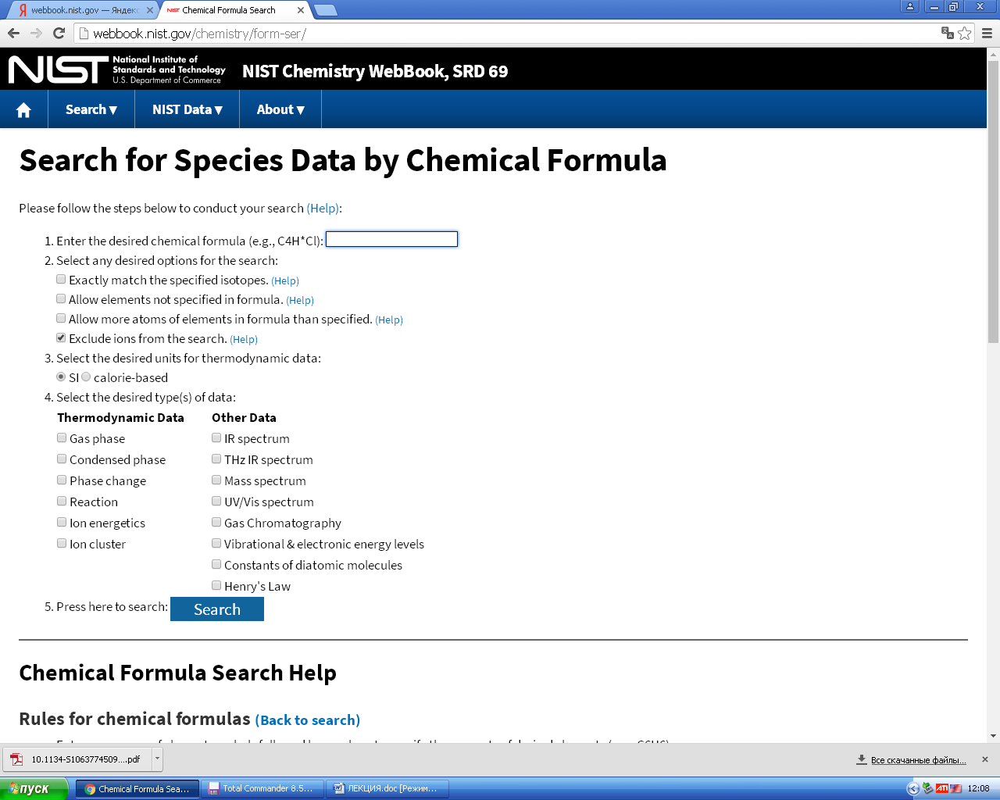 webbook.nist.gov — Яндекс
Chemical Formula Search
webbook.nist.gov/chemistry/form-ser/
NIST National Institute of
Standards and Technology
U.S. Department of Commerce
NIST Chemistry WebBook, SRD 69
Search ▾ NIST Data ▾ About ▾
Search for Species Data by Chemical Formula
Please follow the steps below to conduct your search (Help):
1. Enter the desired chemical formula (e.g., C4H*Cl):
2. Select any desired options for the search:
Exactly match the specified isotopes. (Help)
Allow elements not specified in formula. (Help)
Allow more atoms of elements in formula than specified. (Help)
Exclude ions from the search. (Help)
3. Select the desired units for thermodynamic data:
SI calorie-based
4. Select the desired type(s) of data:
Thermodynamic Data Other Data
Gas phase IR spectrum
Condensed phase THz IR spectrum
Phase change Mass spectrum
Reaction UV/Vis spectrum
Ion energetics Gas Chromatography
Ion cluster Vibrational & electronic energy levels
Constants of diatomic molecules
Henry's Law
5. Press here to search: Search
Chemical Formula Search Help
Rules for chemical formulas (Back to search)
10.1134-S1063774509....pdf
Все скачанные файлы...
пуск
Chemical Formula Sea...
Total Commander 8.5...
ЛЕКЦИЯ.doc [Режим...
ATI
12:08